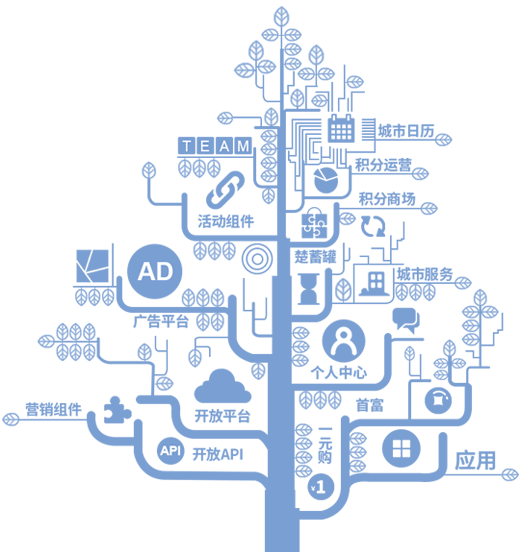 城市日历
TEAM
积分运营
积分商场
活动组件
楚蓄罐
AD
城市服务
广告平台
个人中心
营销组件
开放平台
首富
一元购
API
开放API
应用
¥1